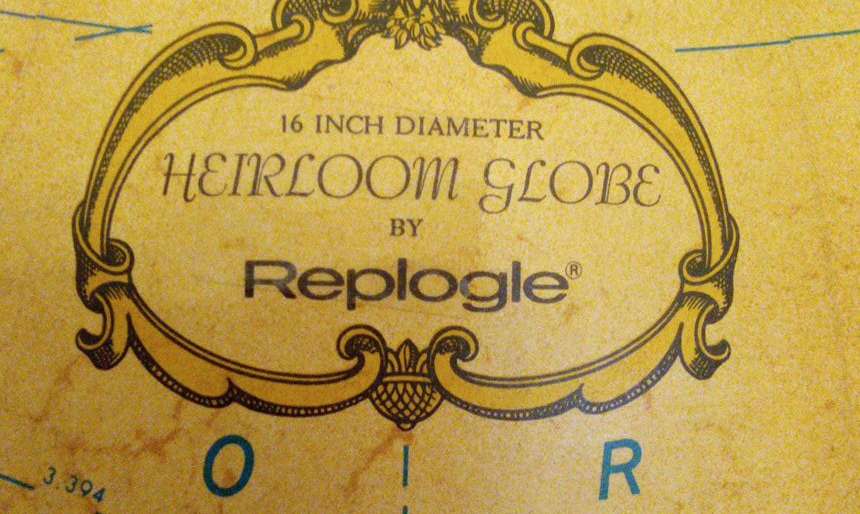 16 INCH DIAMETER
HEIRLOOM GLOBE
BY
Replogle®
O R
3.394